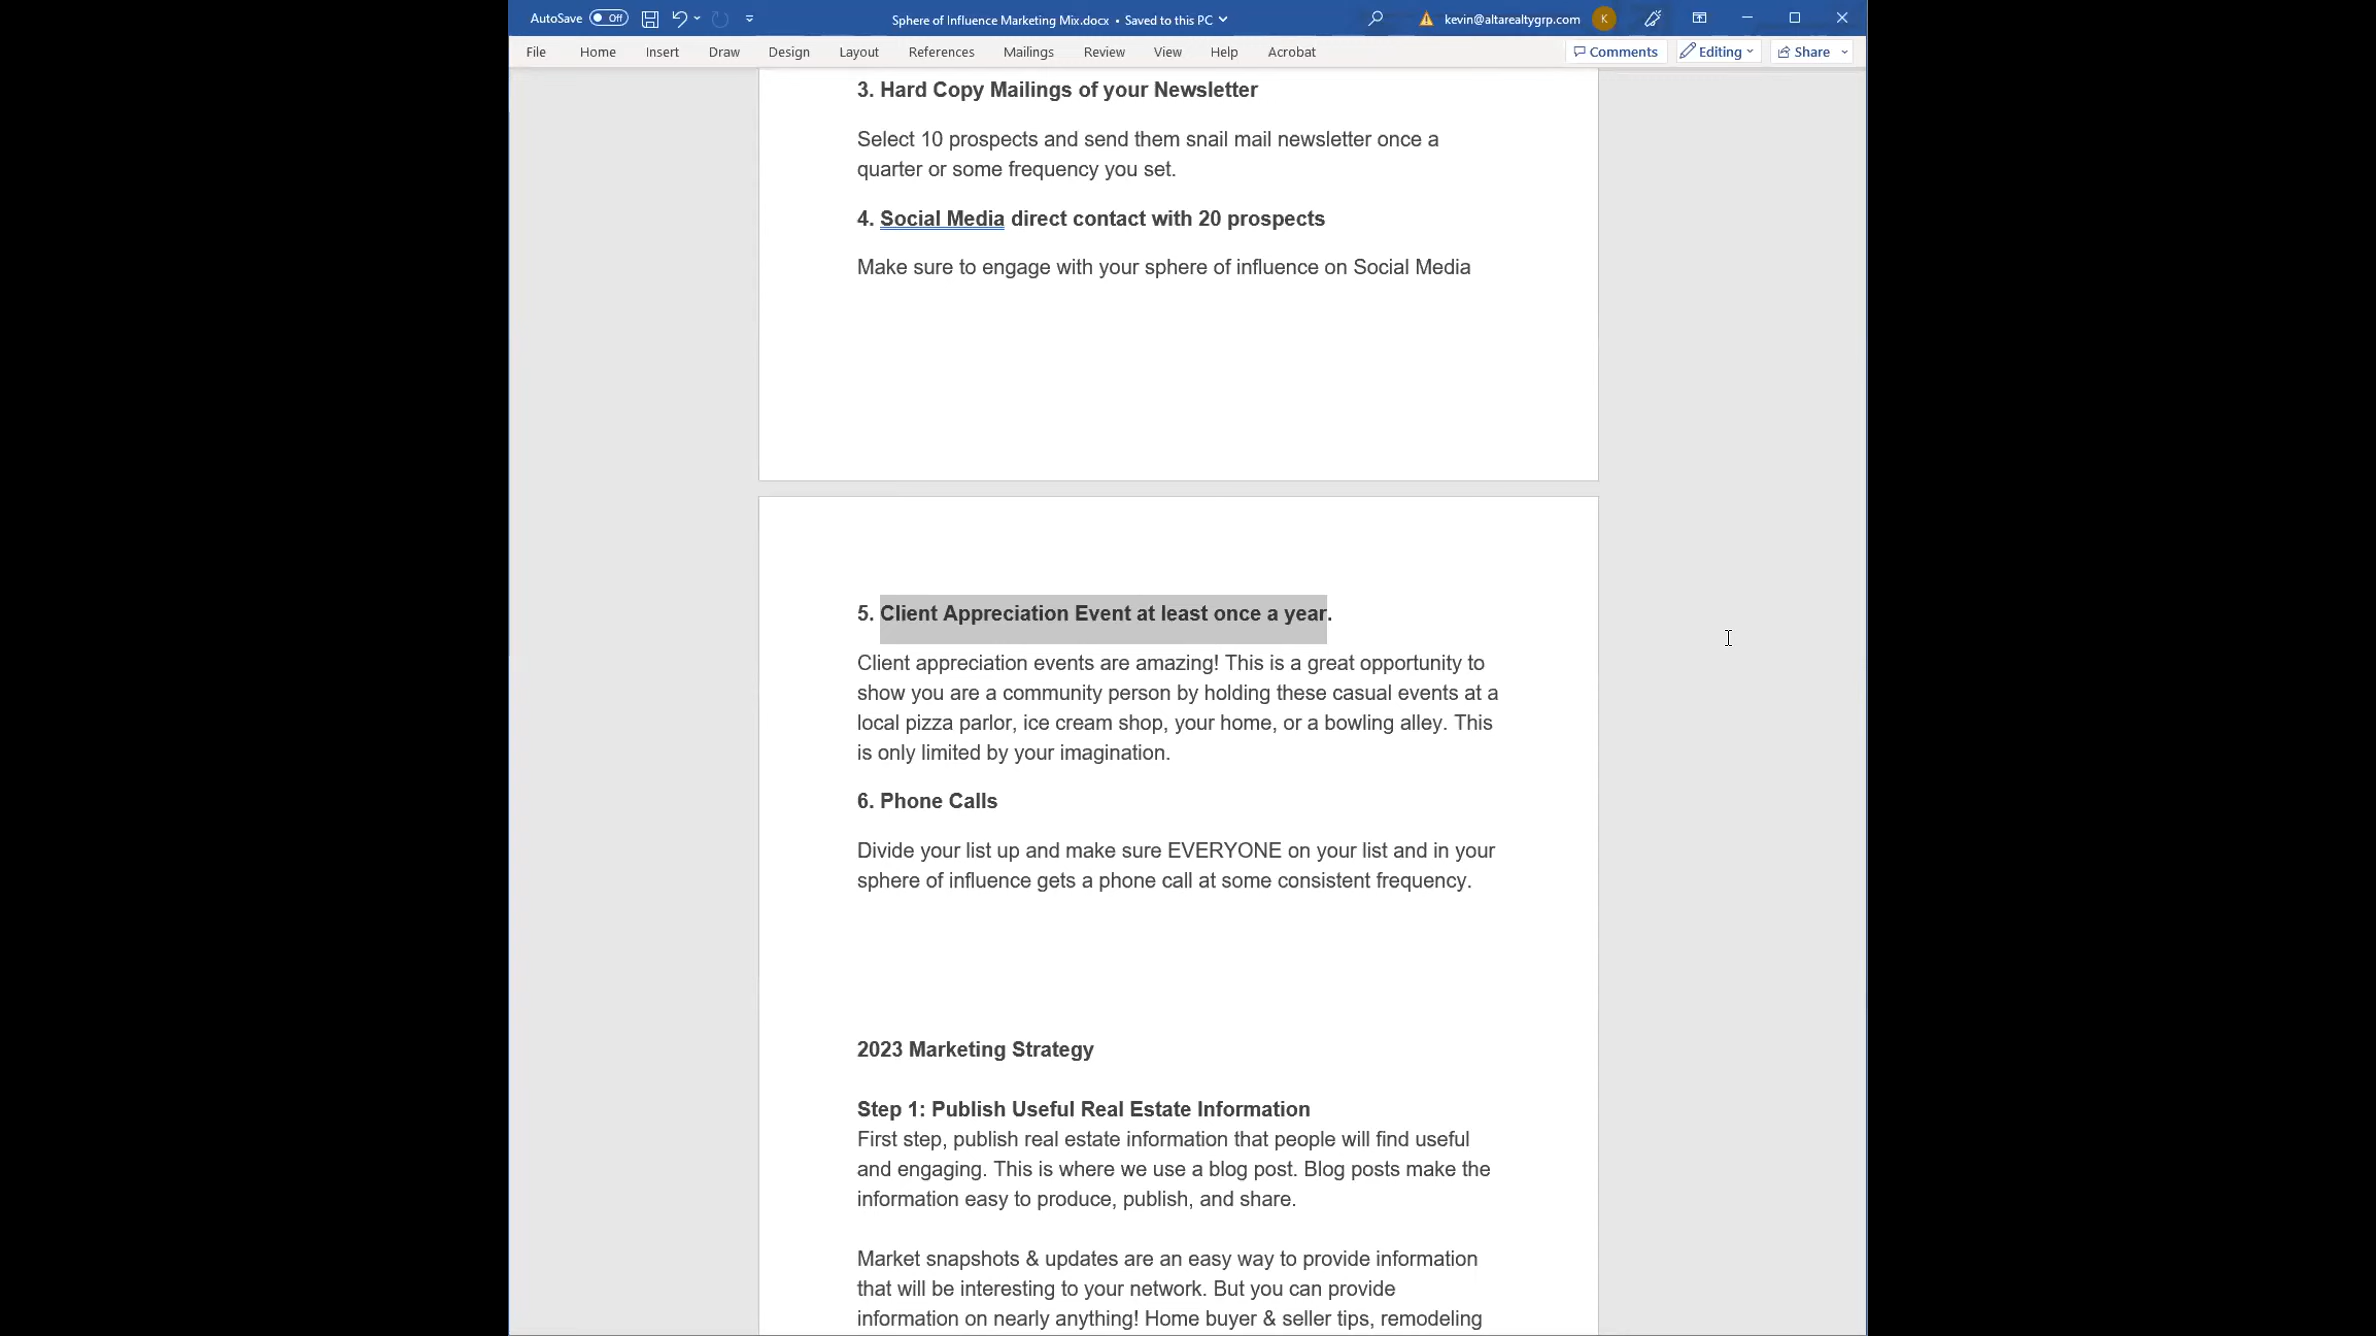 AutoSave Off Sphere of Influence Marketing Mix.docx • Saved to this PC kevin@altarealtygrp.com K
File Home Insert Draw Design Layout References Mailings Review View Help Acrobat Comments Editing Share
3. Hard Copy Mailings of your Newsletter
Select 10 prospects and send them snail mail newsletter once a
quarter or some frequency you set.
4. Social Media direct contact with 20 prospects
Make sure to engage with your sphere of influence on Social Media
5. Client Appreciation Event at least once a year.
Client appreciation events are amazing! This is a great opportunity to
show you are a community person by holding these casual events at a
local pizza parlor, ice cream shop, your home, or a bowling alley. This
is only limited by your imagination.
6. Phone Calls
Divide your list up and make sure EVERYONE on your list and in your
sphere of influence gets a phone call at some consistent frequency.
2023 Marketing Strategy
Step 1: Publish Useful Real Estate Information
First step, publish real estate information that people will find useful
and engaging. This is where we use a blog post. Blog posts make the
information easy to produce, publish, and share.
Market snapshots & updates are an easy way to provide information
that will be interesting to your network. But you can provide
information on nearly anything! Home buyer & seller tips, remodeling